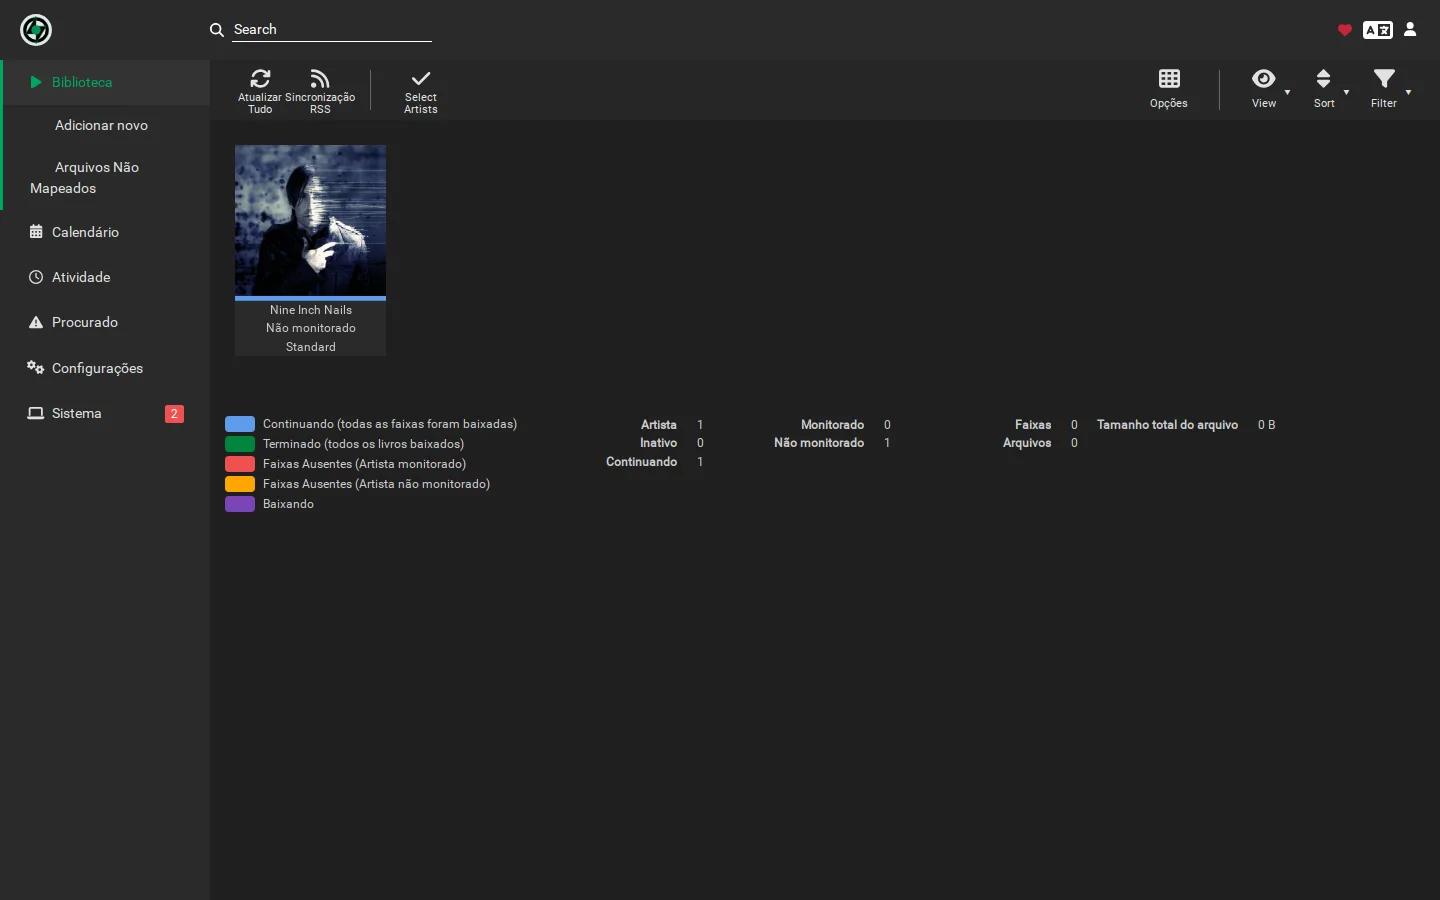 Search
Biblioteca
Adicionar novo
Arquivos Não
Mapeados
Calendário
Atividade
Procurado
Configurações
Sistema
2
Atualizar
Tudo
Sincronização
RSS
Select
Artists
Opções
View
Sort
Filter
Nine Inch Nails
Não monitorado
Standard
Continuando (todas as faixas foram baixadas)
Terminado (todos os livros baixados)
Faixas Ausentes (Artista monitorado)
Faixas Ausentes (Artista não monitorado)
Baixando
Artista 1
Inativo 0
Continuando 1
Monitorado 0
Não monitorado 1
Faixas 0
Arquivos 0
Tamanho total do arquivo 0 B